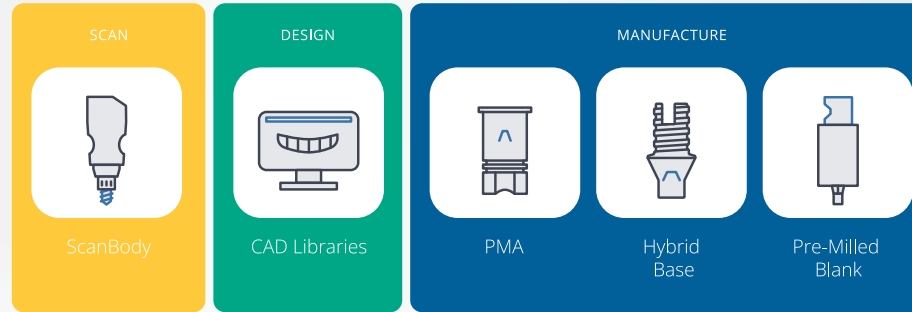 SCAN
DESIGN
MANUFACTURE
ScanBody
CAD Libraries
PMA
Hybrid
Base
Pre-Milled
Blank